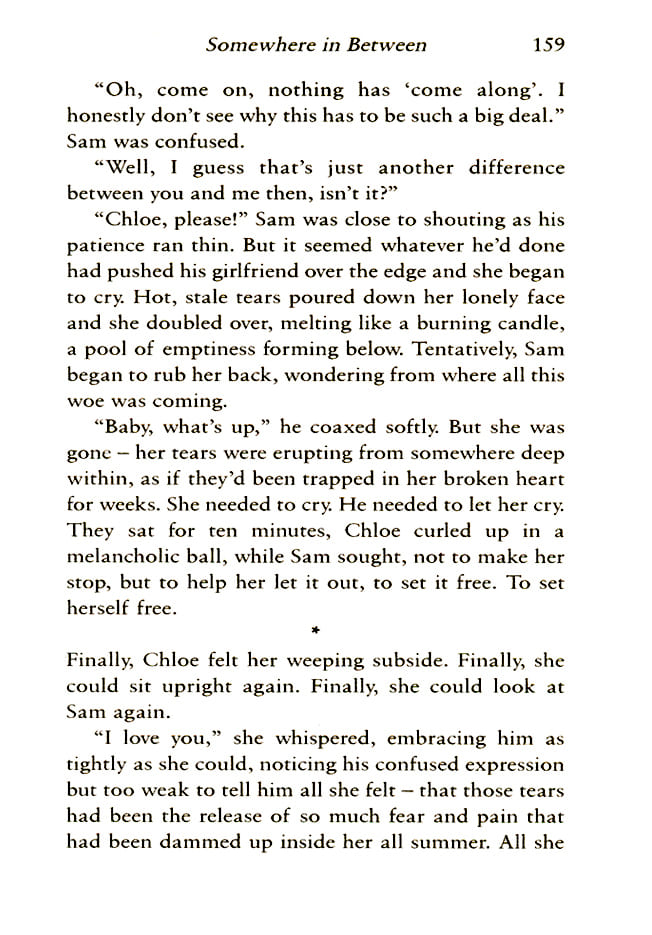 Somewhere in Between 159
“Oh, come on, nothing has ‘come along’. I
honestly don’t see why this has to be such a big deal.”
Sam was confused.
“Well, I guess that’s just another difference
between you and me then, isn’t it?”
“Chloe, please!” Sam was close to shouting as his
patience ran thin. But it seemed whatever he’d done
had pushed his girlfriend over the edge and she began
to cry. Hot, stale tears poured down her lonely face
and she doubled over, melting like a burning candle,
a pool of emptiness forming below. Tentatively, Sam
began to rub her back, wondering from where all this
woe was coming.
“Baby, what’s up,” he coaxed softly. But she was
gone – her tears were erupting from somewhere deep
within, as if they’d been trapped in her broken heart
for weeks. She needed to cry. He needed to let her cry.
They sat for ten minutes, Chloe curled up in a
melancholic ball, while Sam sought, not to make her
stop, but to help her let it out, to set it free. To set
herself free.
*
Finally, Chloe felt her weeping subside. Finally, she
could sit upright again. Finally, she could look at
Sam again.
“I love you,” she whispered, embracing him as
tightly as she could, noticing his confused expression
but too weak to tell him all she felt – that those tears
had been the release of so much fear and pain that
had been dammed up inside her all summer. All she